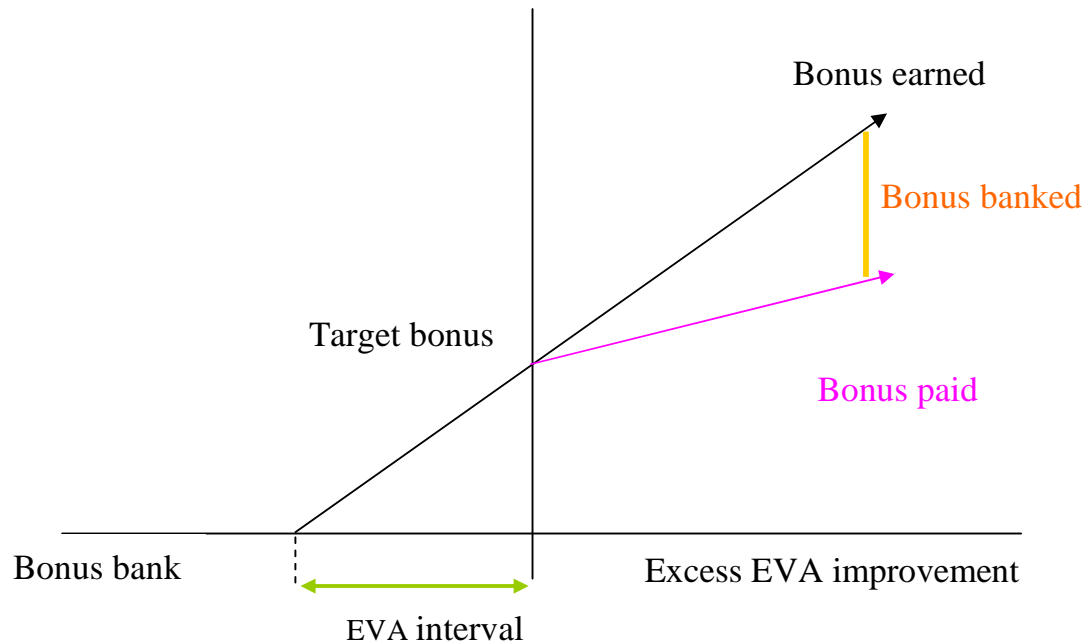 Bonus earned
Bonus banked
Target bonus
Bonus paid
Bonus bank
Excess EVA improvement
EVA interval